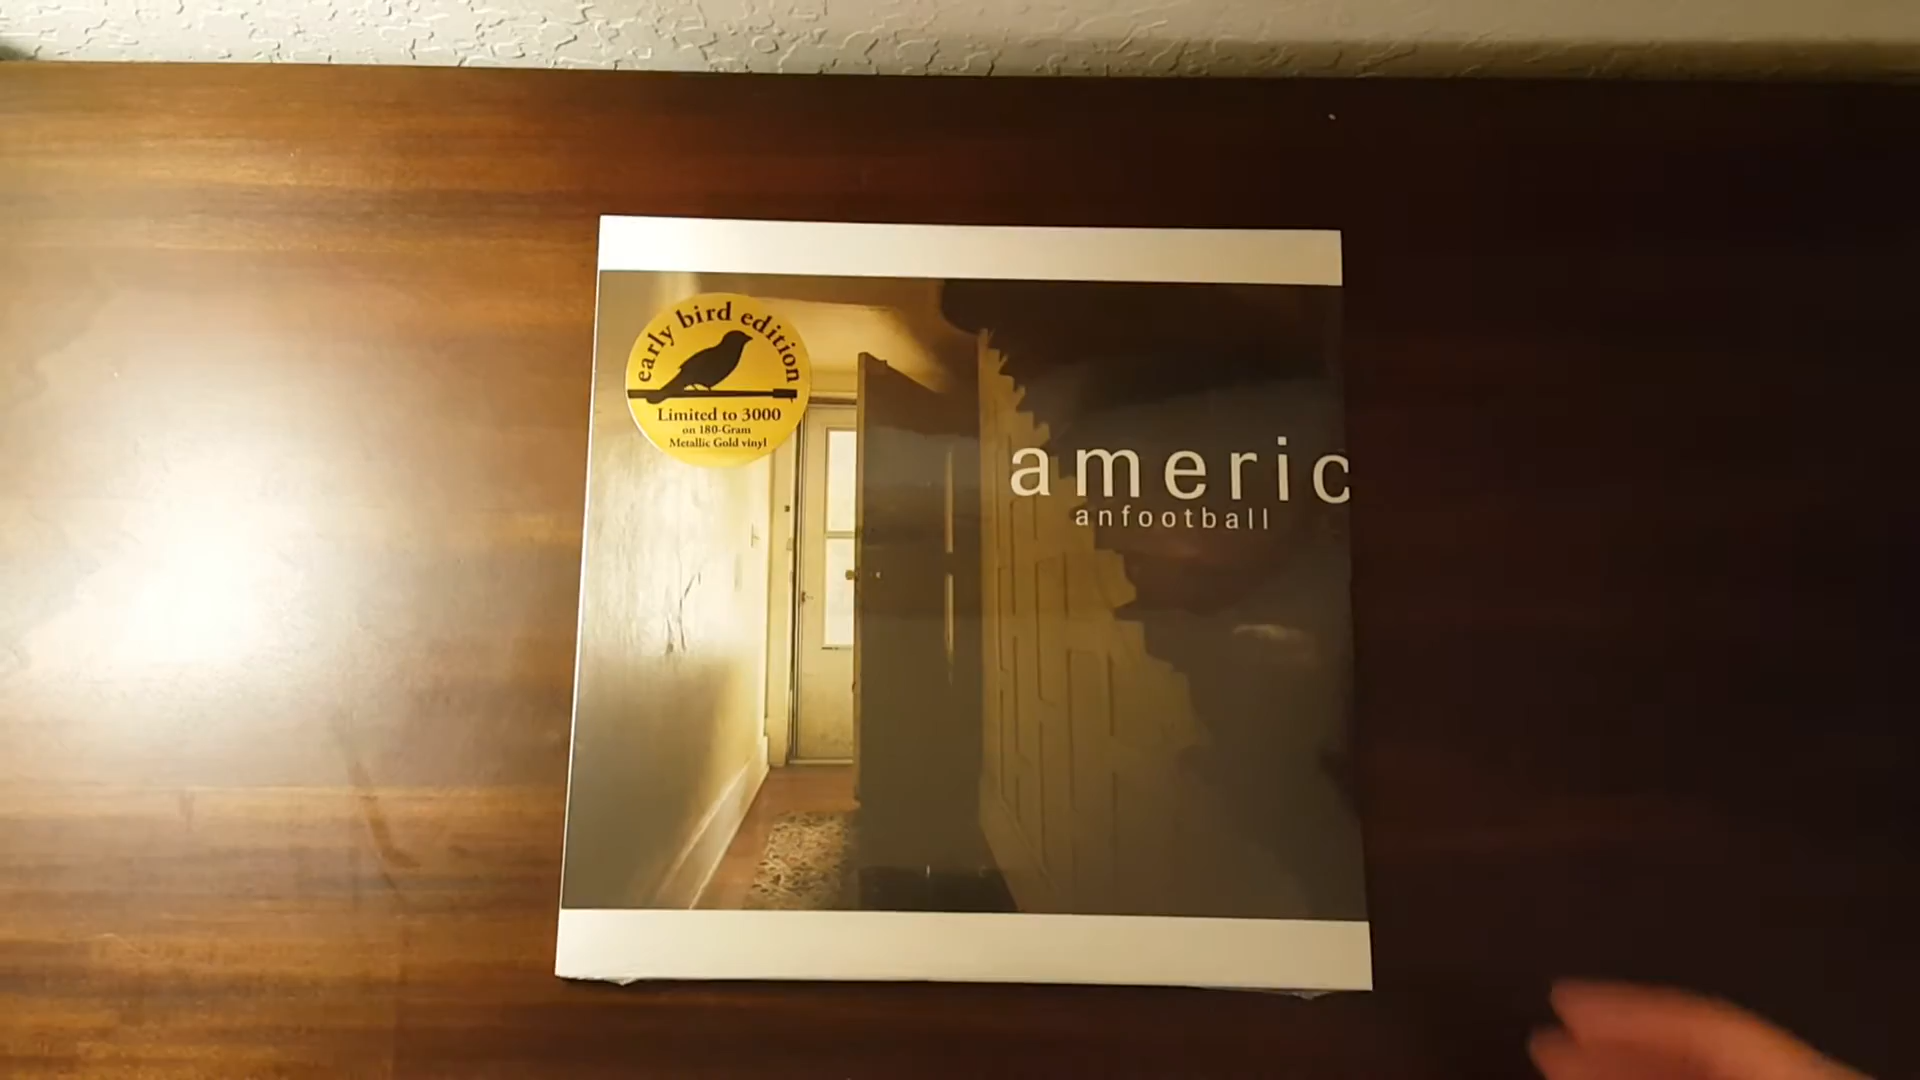 early bird edition
Limited to 3000
on 180-Gram
Metallic Gold vinyl
americ
anfootball